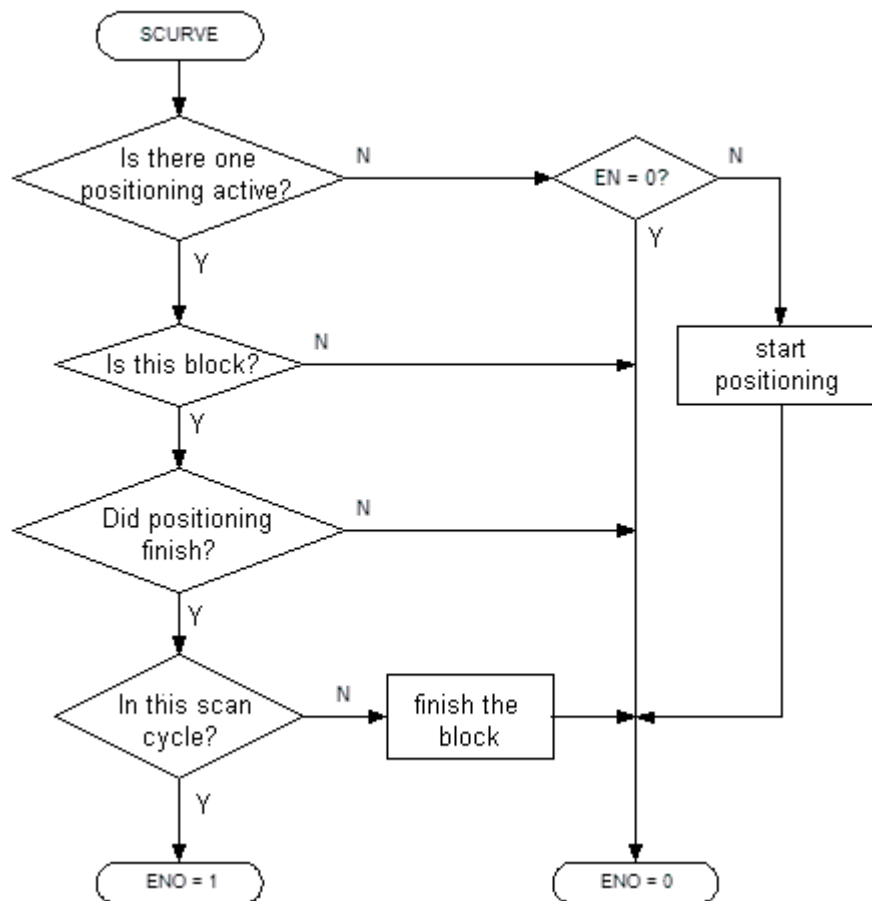 SCURVE
Is there one
positioning active?
N
EN = 0?
N
Y
Y
start
positioning
Is this block?
N
Y
Did positioning
finish?
N
Y
In this scan
cycle?
N
finish the
block
Y
ENO = 1
ENO = 0